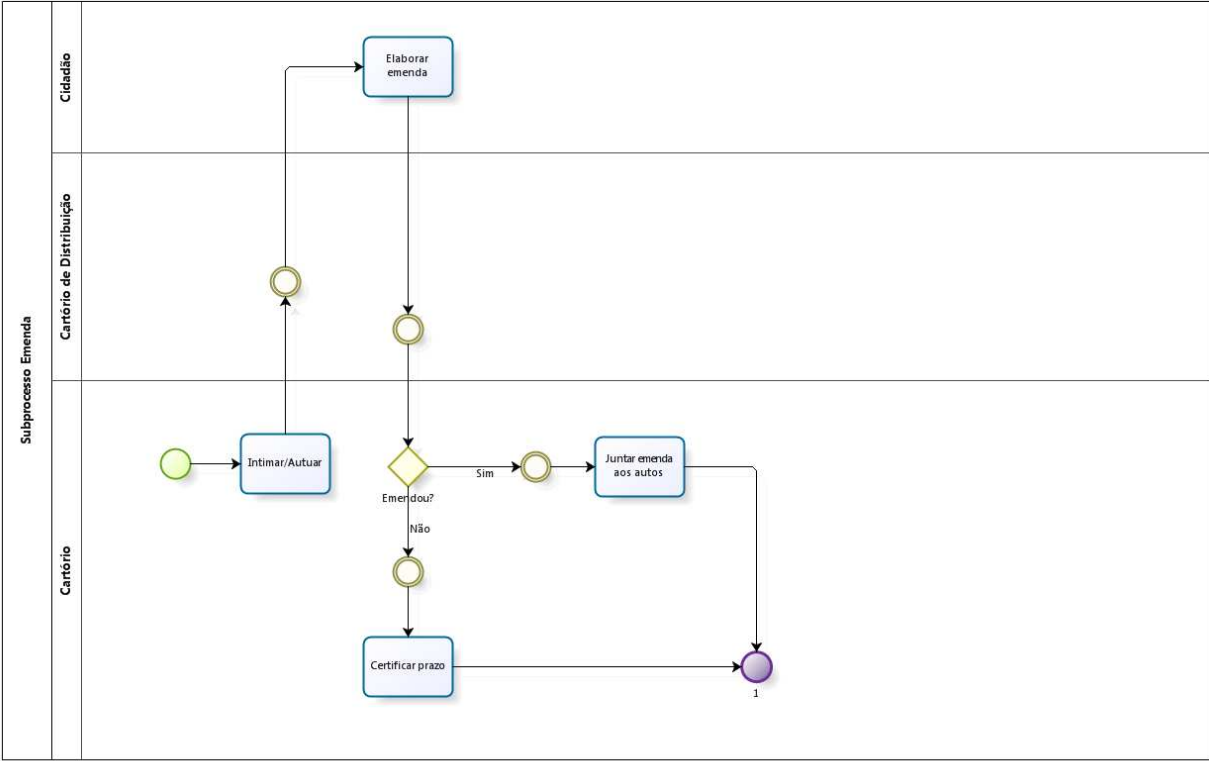 Subprocesso Emenda
Cidadão
Elaborar
emenda
Cartório de Distribuição
Cartório
Intimar/Autuar
Emendou?
Sim
Juntar emenda
aos autos
Não
Certificar prazo
1